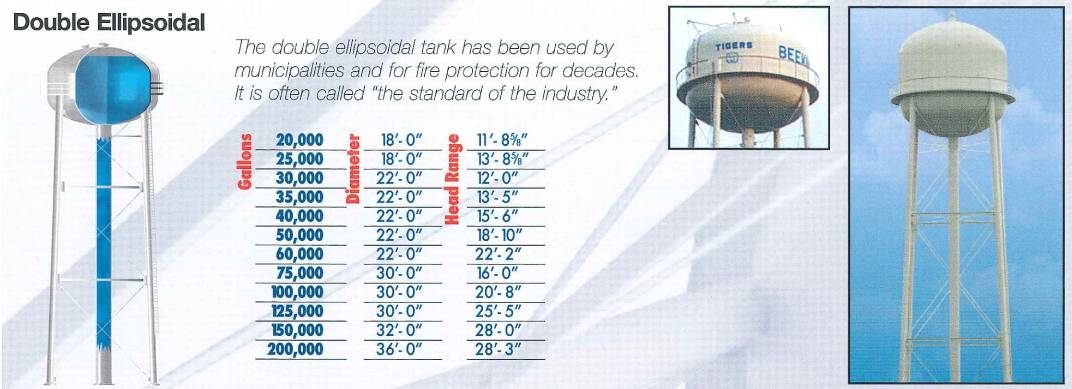 Double Ellipsoidal
The double ellipsoidal tank has been used by
municipalities and for fire protection for decades.
It is often called "the standard of the industry."
Gallons Diameter Head Range
20,000 18'-0" 11'-8⅝"
25,000 18'-0" 13'-8⅝"
30,000 22'-0" 12'-0"
35,000 22'-0" 13'-5"
40,000 22'-0" 15'-6"
50,000 22'-0" 18'-10"
60,000 22'-0" 22'-2"
75,000 30'-0" 16'-0"
100,000 30'-0" 20'-8"
125,000 30'-0" 25'-5"
150,000 32'-0" 28'-0"
200,000 36'-0" 28'-3"
TIGERS